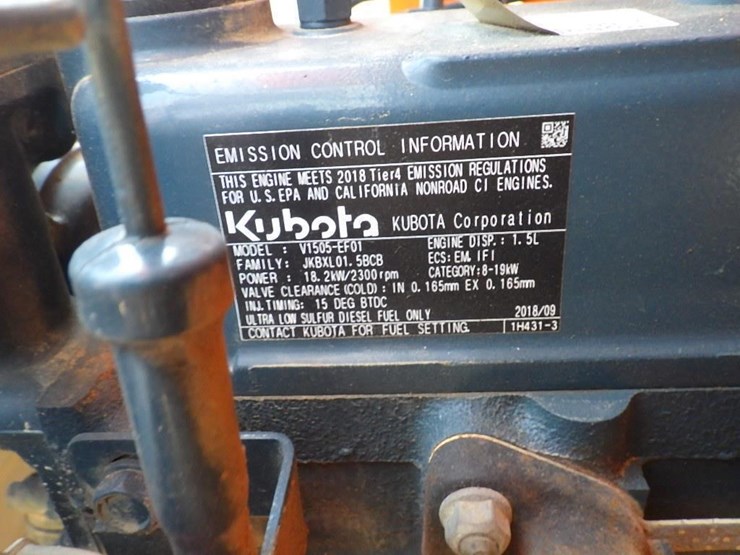 EMISSION CONTROL INFORMATION
THIS ENGINE MEETS 2018 Tier4 EMISSION REGULATIONS
FOR U.S. EPA AND CALIFORNIA NONROAD CI ENGINES.
Kubota KUBOTA Corporation
MODEL : V1505-EF01 ENGINE DISP.: 1.5L
FAMILY: JKBXL01.5BCB ECS: EM, IFI
POWER : 18.2kW/2300rpm CATEGORY:8-19kW
VALVE CLEARANCE (COLD) : IN 0.165mm EX 0.165mm
INJ.TIMING: 15 DEG BTDC
ULTRA LOW SULFUR DIESEL FUEL ONLY 2018/09
CONTACT KUBOTA FOR FUEL SETTING. 1H431-3